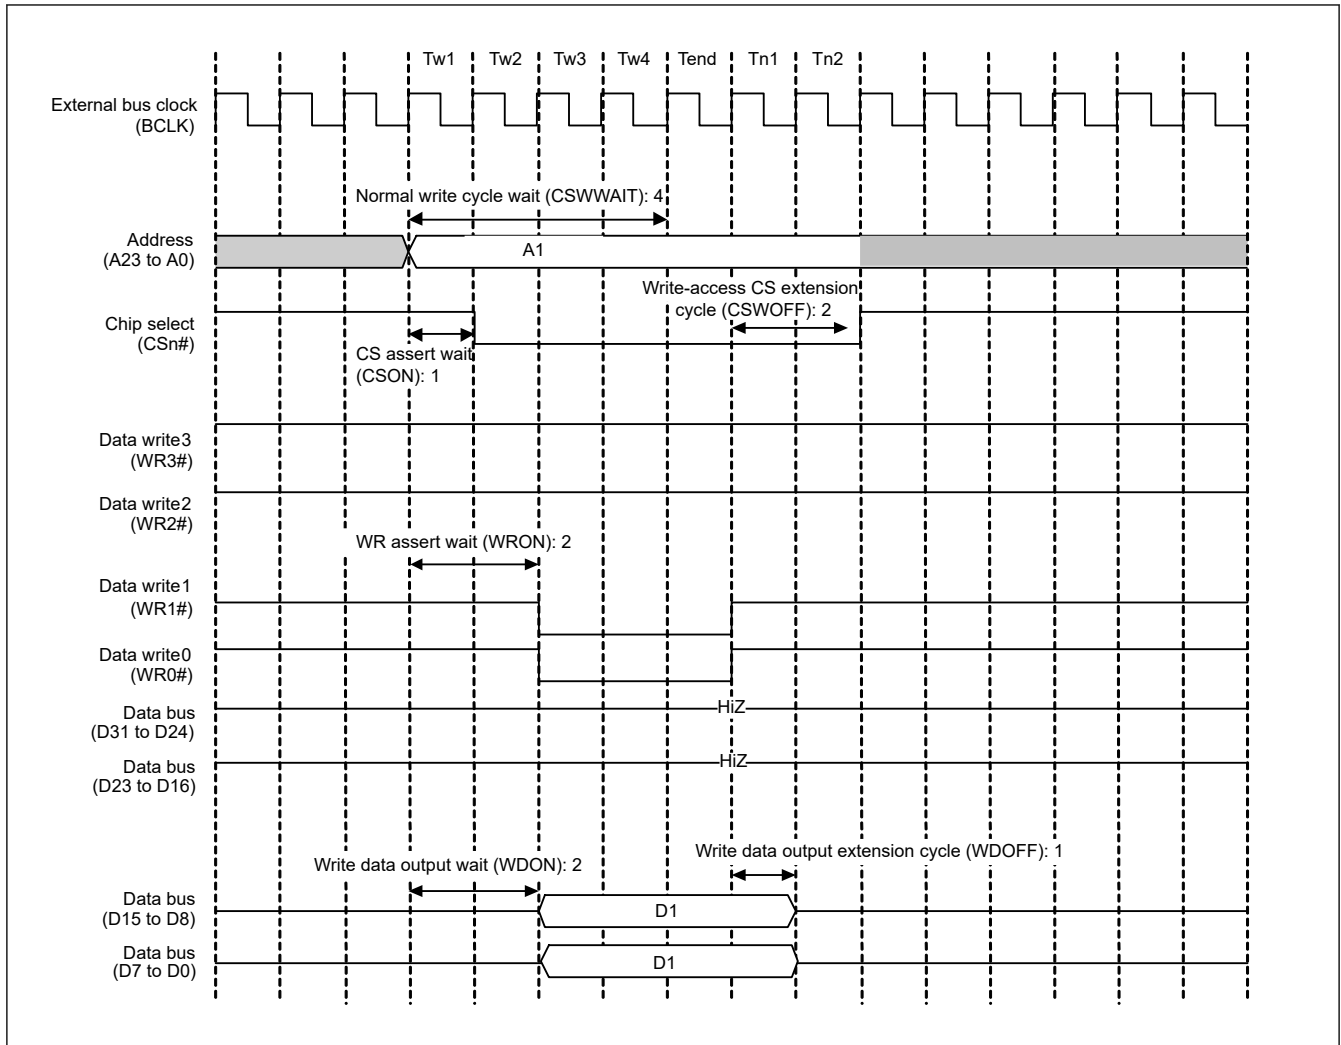 Tw1 Tw2 Tw3 Tw4 Tend Tn1 Tn2
External bus clock
(BCLK)
Normal write cycle wait (CSWWAIT): 4
Address
(A23 to A0)
A1
Write-access CS extension
cycle (CSWOFF): 2
Chip select
(CSn#)
CS assert wait
(CSON): 1
Data write3
(WR3#)
Data write2
(WR2#)
WR assert wait (WRON): 2
Data write1
(WR1#)
Data write0
(WR0#)
Data bus
(D31 to D24)
HiZ
Data bus
(D23 to D16)
HiZ
Write data output wait (WDON): 2
Write data output extension cycle (WDOFF): 1
Data bus
(D15 to D8)
D1
Data bus
(D7 to D0)
D1